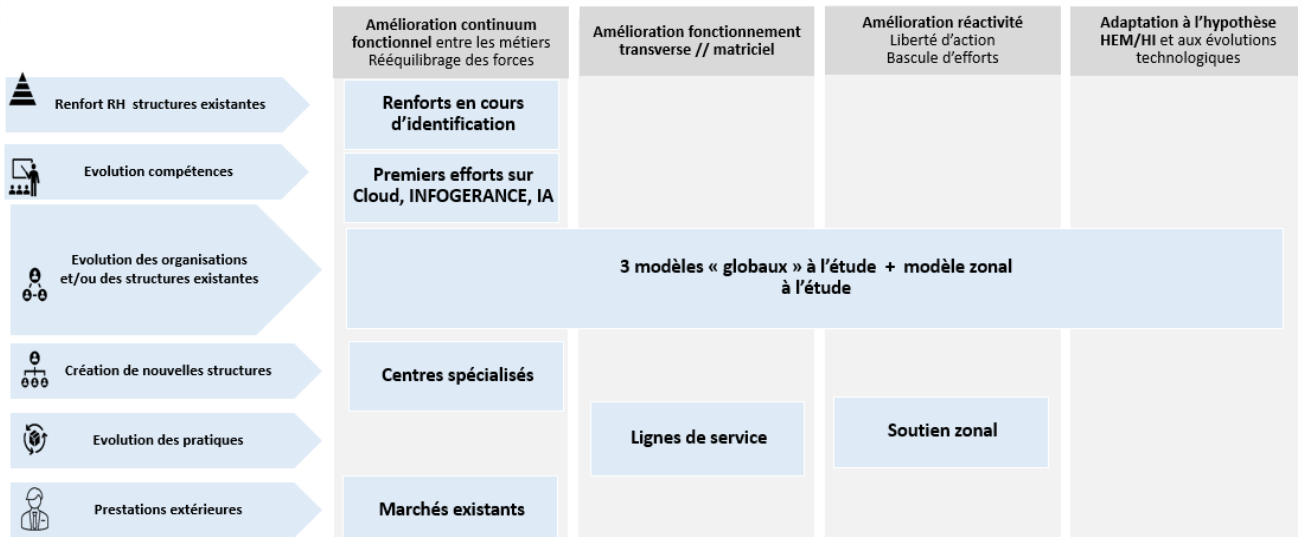 Amélioration continuum
fonctionnel entre les métiers
Rééquilibrage des forces
Amélioration fonctionnement
transverse // matriciel
Amélioration réactivité
Liberté d’action
Bascule d’efforts
Adaptation à l’hypothèse
HEM/HI et aux évolutions
technologiques
Renfort RH structures existantes
Renforts en cours
d’identification
Evolution compétences
Premiers efforts sur
Cloud, INFOGERANCE, IA
Evolution des organisations
et/ou des structures existantes
3 modèles « globaux » à l’étude + modèle zonal
à l’étude
Création de nouvelles structures
Centres spécialisés
Evolution des pratiques
Lignes de service
Soutien zonal
Prestations extérieures
Marchés existants